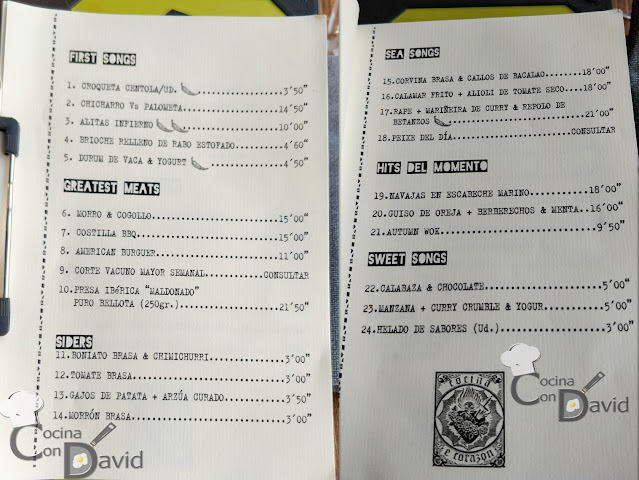 FIRST SONGS
1. CROQUETA CENTOLA/UD. ..................3'50"
2. CHICHARRO Vs PALOMETA..................14'50"
3. ALITAS INFIERNO ..................10'00"
4. BRIOCHE RELLENO DE RABO ESTOFADO........4'60"
5. DURUM DE VACA & YOGURT ..................4'50"
GREATEST MEATS
6. MORRO & COGOLLO........................15'00"
7. COSTILLA BBQ...........................15'00"
8. AMERICAN BURGUER.......................11'00"
9. CORTE VACUNO MAYOR SEMANAL...........CONSULTAR
10.PRESA IBÉRICA "MALDONADO"
PURO BELLOTA (250gr.)..................21'50"
SIDERS
11.BONIATO BRASA & CHIMICHURRI............3'00"
12.TOMATE BRASA...........................3'00"
13.GAJOS DE PATATA + ARZÚA CURADO.........3'50"
14.MORRÓN BRASA...........................3'00"
Cocina
Con
David
SEA SONGS
15.CORVINA BRASA & CALLOS DE BACALAO.......18'00"
16.CALAMAR FRITO + ALIOLI DE TOMATE SECO...18'00"
17.RAPE + MARIÑEIRA DE CURRY & REPOLO DE
BETANZOS ..................21'00"
18.PEIXE DEL DÍA....................CONSULTAR
HITS DEL MOMENTO
19.NAVAJAS EN ESCABECHE MARINO...........18'00"
20.GUISO DE OREJA + BERBERECHOS & MENTA..16'00"
21.AUTUMN WOK............................9'50"
SWEET SONGS
22.CALABAZA & CHOCOLATE..................5'00"
23.MANZANA + CURRY CRUMBLE & YOGUR.......5'00"
24.HELADO DE SABORES (Ud.)...............3'00"
COCINA
E CORAZON
Cocina
Con
David